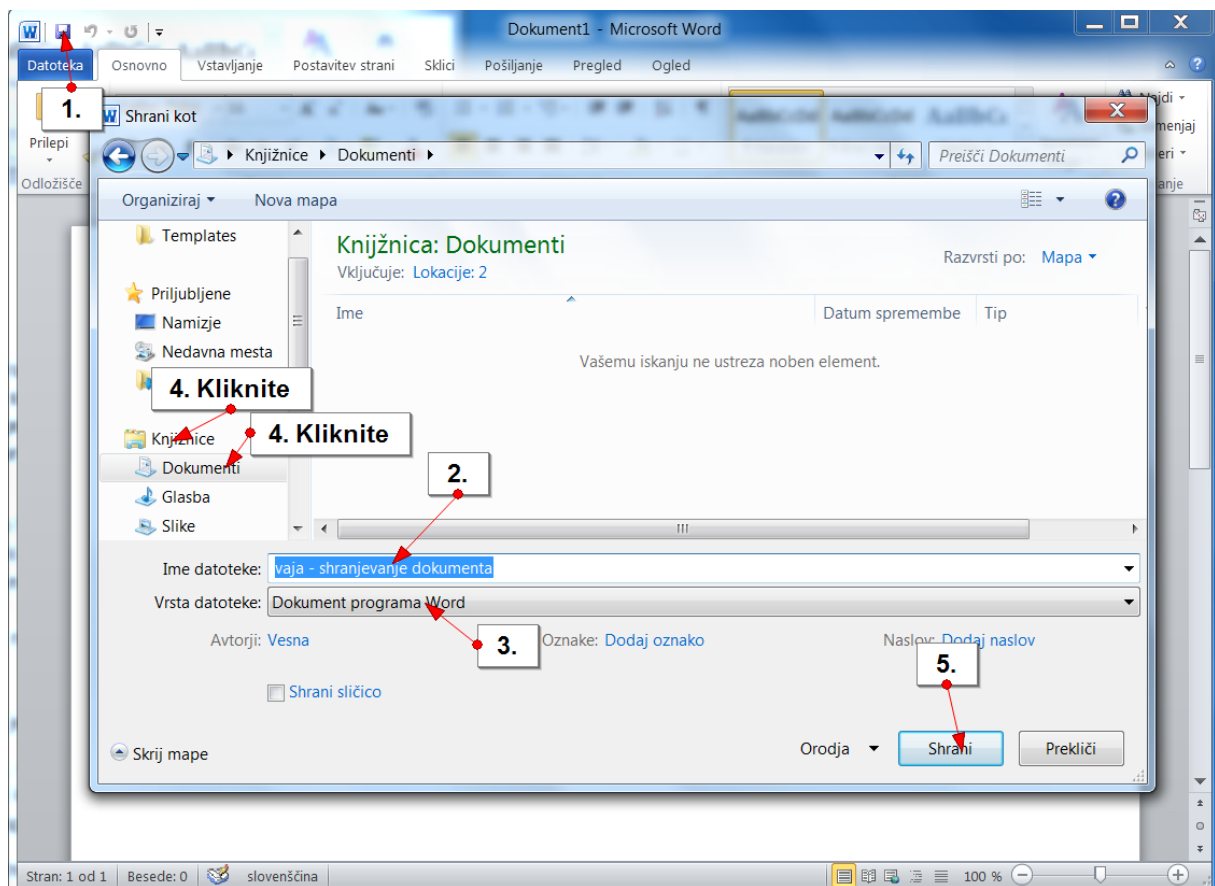 Dokument1 - Microsoft Word
Datoteka Osnovno Vstavljanje Postavitev strani Sklici Pošiljanje Pregled Ogled
1.
Prilepi
Odložišče
Shrani kot
Knjižnice Dokumenti
Preišči Dokumenti
Organiziraj Nova mapa
Templates
Priljubljene
Namizje
Nedavna mesta
4. Kliknite
Knjižnice
4. Kliknite
Dokumenti
Glasba
Slike
Knjižnica: Dokumenti
Vključuje: Lokacije: 2
Razvrsti po: Mapa
Ime Datum spremembe Tip
Vašemu iskanju ne ustreza noben element.
2.
Ime datoteke: vaja - shranjevanje dokumenta
Vrsta datoteke: Dokument programa Word
3.
Avtorji: Vesna Oznake: Dodaj oznako Naslov: Dodaj naslov
5.
Shrani sličico
Skrij mape Orodja Shrani Prekliči
Stran: 1 od 1 Besede: 0 slovenščina 100 %